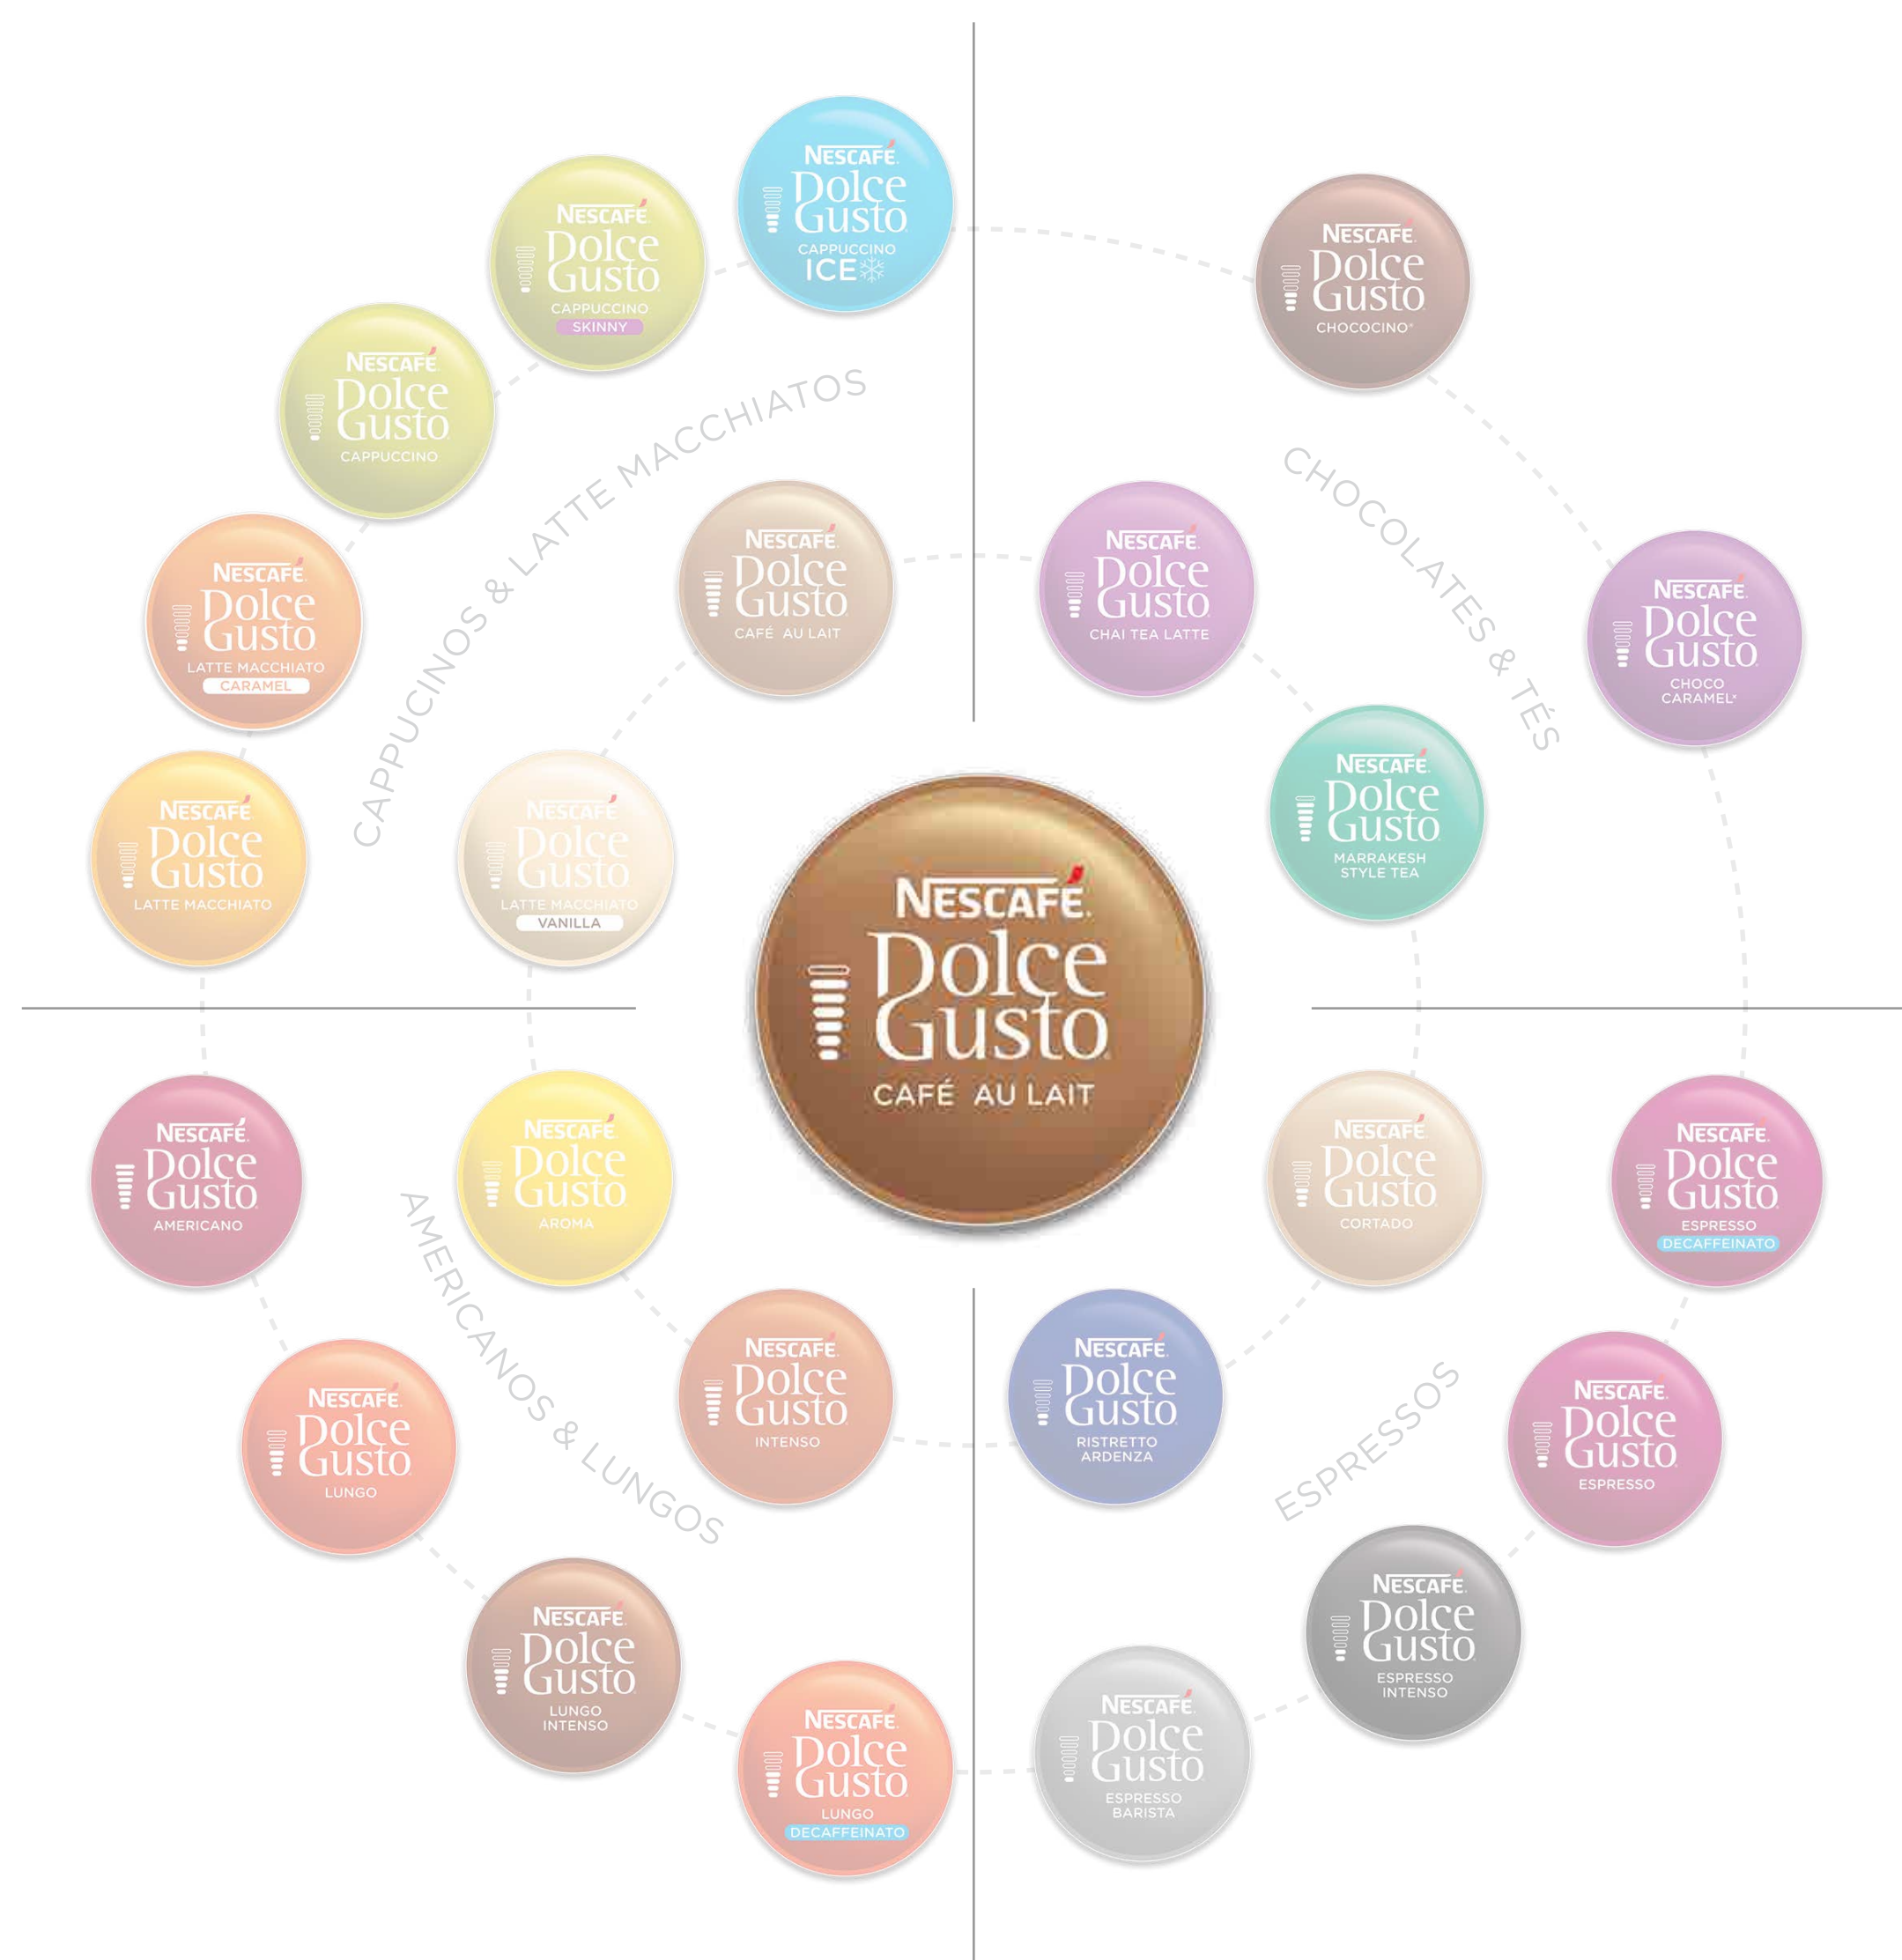 NESCAFÉ.
Dolce
Gusto
CAPPUCCINO
ICE
NESCAFÉ.
Dolce
Gusto
CAPPUCCINO
SKINNY
NESCAFÉ.
Dolce
Gusto
CAPPUCCINO
NESCAFÉ.
Dolce
Gusto
LATTE MACCHIATO
CARAMEL
NESCAFÉ.
Dolce
Gusto
LATTE MACCHIATO
CAPPUCINOS & LATTE MACCHIATOS
NESCAFÉ.
Dolce
Gusto
CAFÉ AU LAIT
NESCAFÉ.
Dolce
Gusto
LATTE MACCHIATO
VANILLA
NESCAFÉ.
Dolce
Gusto
CHOCOCINO®
NESCAFÉ.
Dolce
Gusto
CHOCO
CARAMEL*
CHOCOLATES & TÉS
NESCAFÉ.
Dolce
Gusto
CHAI TEA LATTE
NESCAFÉ.
Dolce
Gusto
MARRAKESH
STYLE TEA
NESCAFÉ.
Dolce
Gusto
CAFÉ AU LAIT
NESCAFÉ.
Dolce
Gusto
AMERICANO
NESCAFÉ.
Dolce
Gusto
AROMA
AMERICANOS & LUNGOS
NESCAFÉ.
Dolce
Gusto
INTENSO
NESCAFÉ.
Dolce
Gusto
LUNGO
NESCAFÉ.
Dolce
Gusto
LUNGO
INTENSO
NESCAFÉ.
Dolce
Gusto
LUNGO
DECAFFEINATO
NESCAFÉ.
Dolce
Gusto
CORTADO
NESCAFÉ.
Dolce
Gusto
ESPRESSO
DECAFFEINATO
NESCAFÉ.
Dolce
Gusto
RISTRETTO
ARDENZA
ESPRESSOS
NESCAFÉ.
Dolce
Gusto
ESPRESSO
NESCAFÉ.
Dolce
Gusto
ESPRESSO
INTENSO
NESCAFÉ.
Dolce
Gusto
ESPRESSO
BARISTA